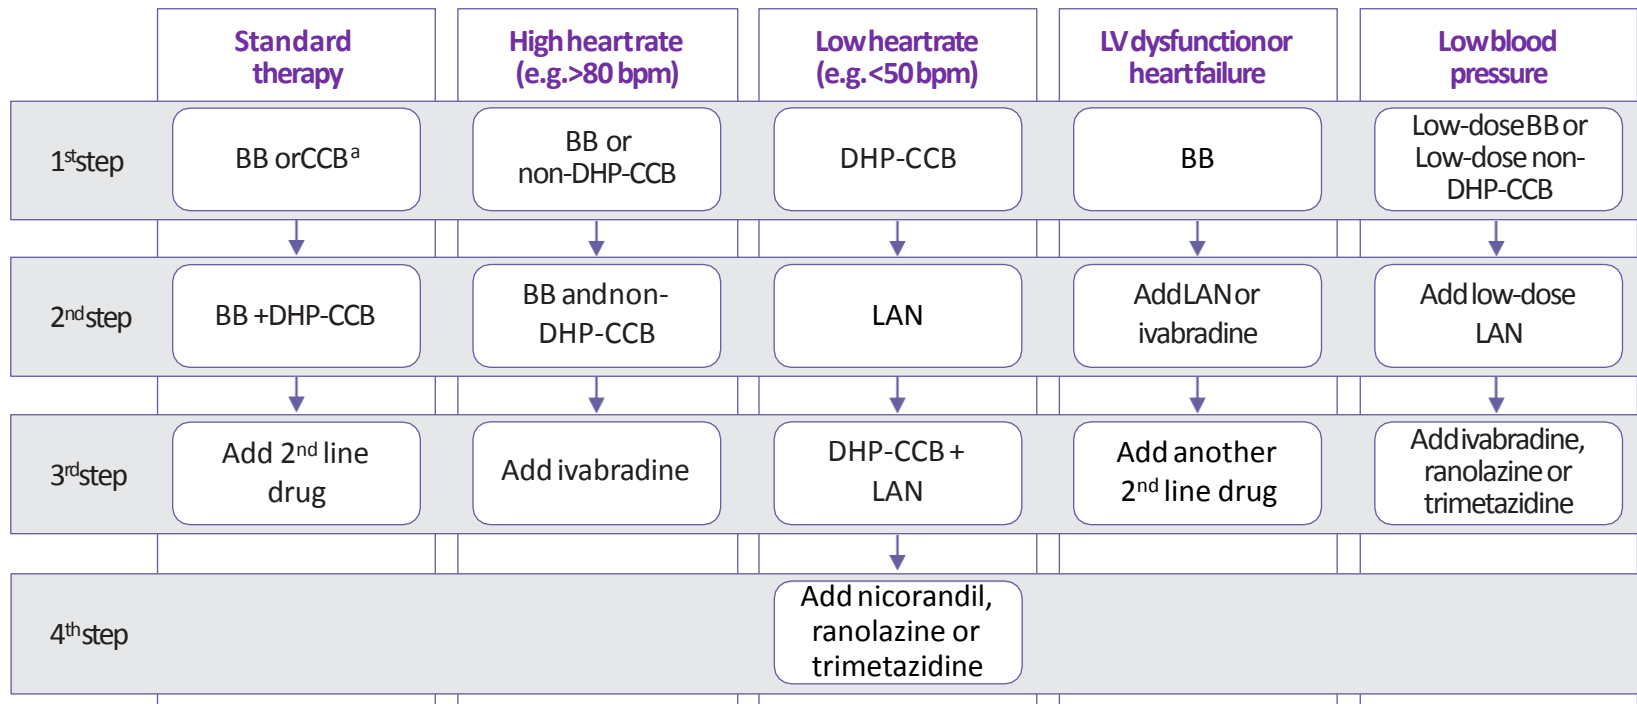 Standard
therapy
High heart rate
(e.g. >80 bpm)
Low heart rate
(e.g. <50 bpm)
LV dysfunction or
heart failure
Low blood
pressure
1st step
BB or CCBa
BB or
non-DHP-CCB
DHP-CCB
BB
Low-dose BB or
Low-dose non-
DHP-CCB
2nd step
BB + DHP-CCB
BB and non-
DHP-CCB
LAN
Add LAN or
ivabradine
Add low-dose
LAN
3rd step
Add 2nd line
drug
Add ivabradine
DHP-CCB +
LAN
Add another
2nd line drug
Add ivabradine,
ranolazine or
trimetazidine
4th step
Add nicorandil,
ranolazine or
trimetazidine